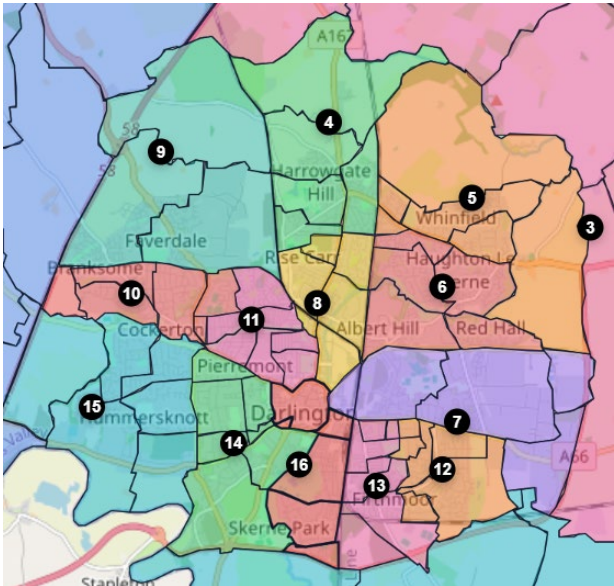 A167
4
58
9
58
Harrowgate
Hill
5
Whinfield
3
Faverdale
Rise Carr
Haughton Le
Skerne
Branksome
6
10
8
11
Cockerton
Albert Hill
Red Hall
Pierremont
15
Hummersknott
Darlington
7
14
A66
16
12
13
Firthmoor
Skerne Park
Stapleton